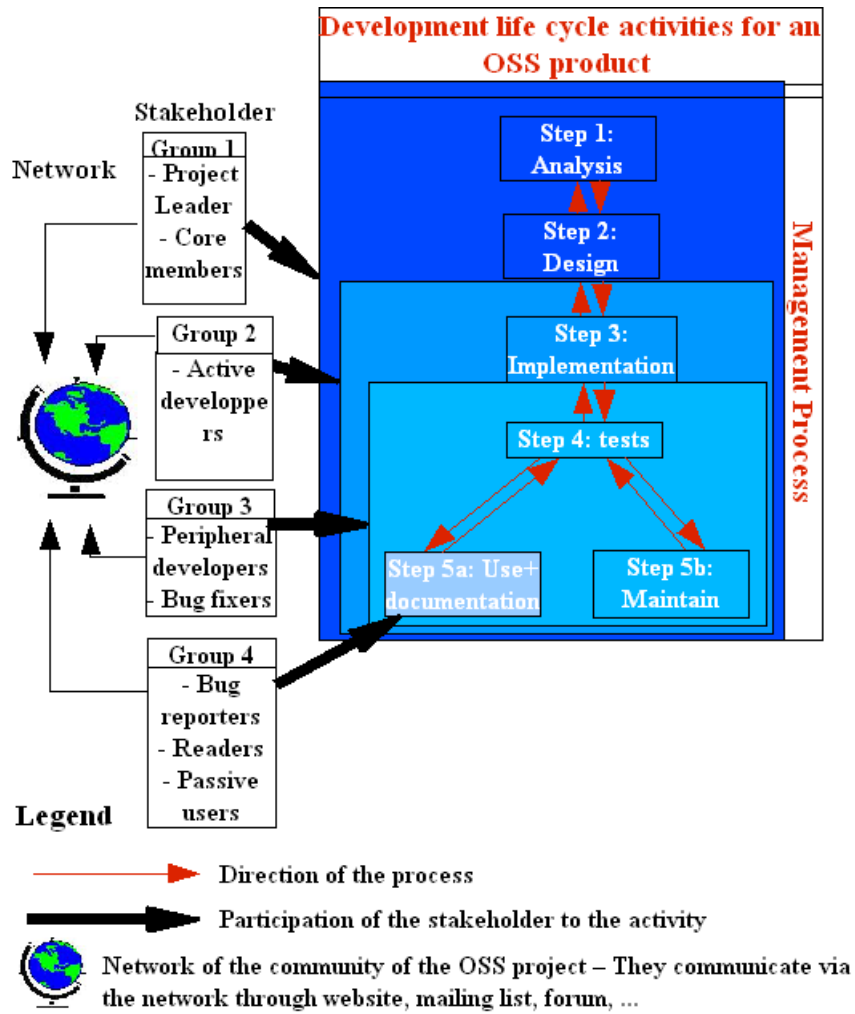 Development life cycle activities for an
OSS product
Stakeholder
Network
Group 1
- Project
Leader
- Core
members
Group 2
- Active
developpe
rs
Group 3
- Peripheral
developers
- Bug fixers
Group 4
- Bug
reporters
- Readers
- Passive
users
Step 1:
Analysis
Step 2:
Design
Step 3:
Implementation
Step 4: tests
Step 5a: Use+
documentation
Step 5b:
Maintain
Management Process
Legend
Direction of the process
Participation of the stakeholder to the activity
Network of the community of the OSS project – They communicate via
the network through website, mailing list, forum, ...